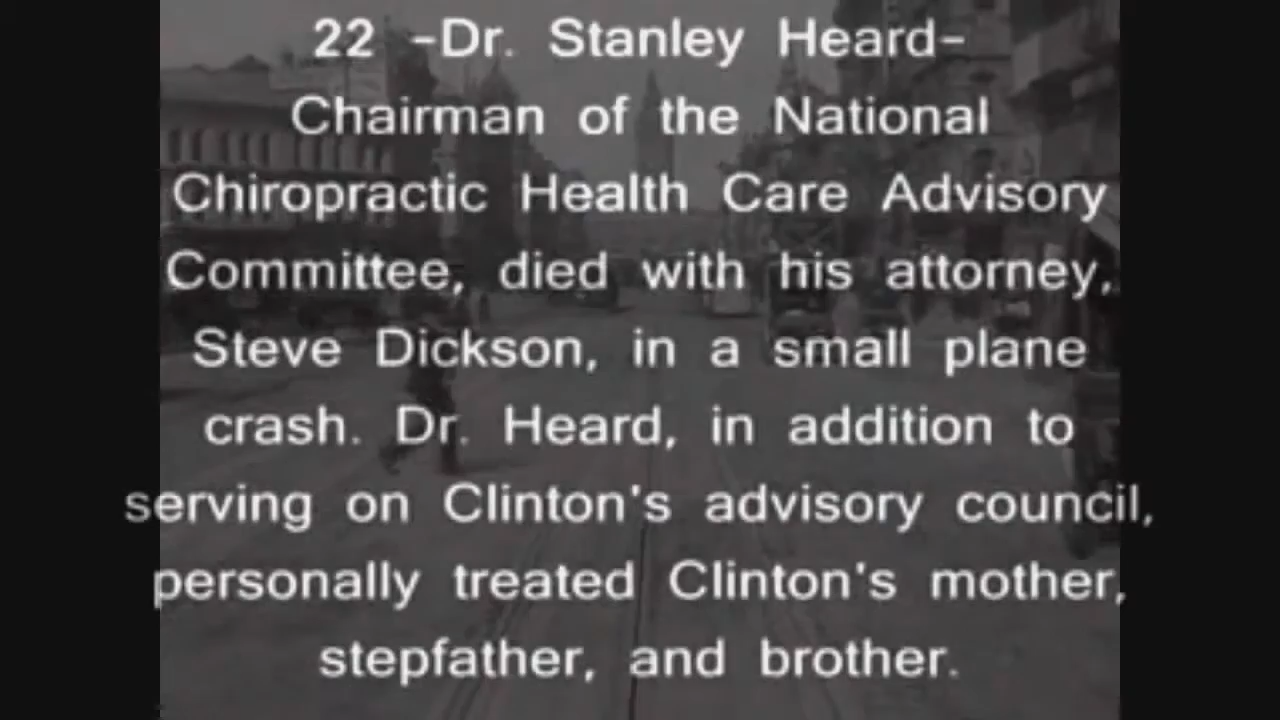 22 -Dr. Stanley Heard-
Chairman of the National
Chiropractic Health Care Advisory
Committee, died with his attorney,
Steve Dickson, in a small plane
crash. Dr. Heard, in addition to
serving on Clinton's advisory council,
personally treated Clinton's mother,
stepfather, and brother.